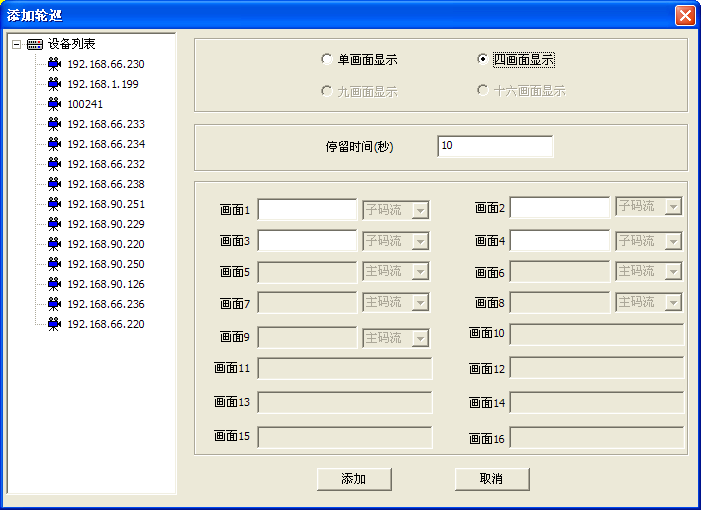 添加轮巡
设备列表
192.168.66.230
192.168.1.199
100241
192.168.66.233
192.168.66.234
192.168.66.232
192.168.66.238
192.168.90.251
192.168.90.229
192.168.90.220
192.168.90.250
192.168.90.126
192.168.66.236
192.168.66.220
单画面显示 四画面显示
九画面显示 十六画面显示
停留时间(秒) 10
画面1 子码流 画面2 子码流
画面3 子码流 画面4 子码流
画面5 主码流 画面6 主码流
画面7 主码流 画面8 主码流
画面9 主码流 画面10
画面11 画面12
画面13 画面14
画面15 画面16
添加 取消